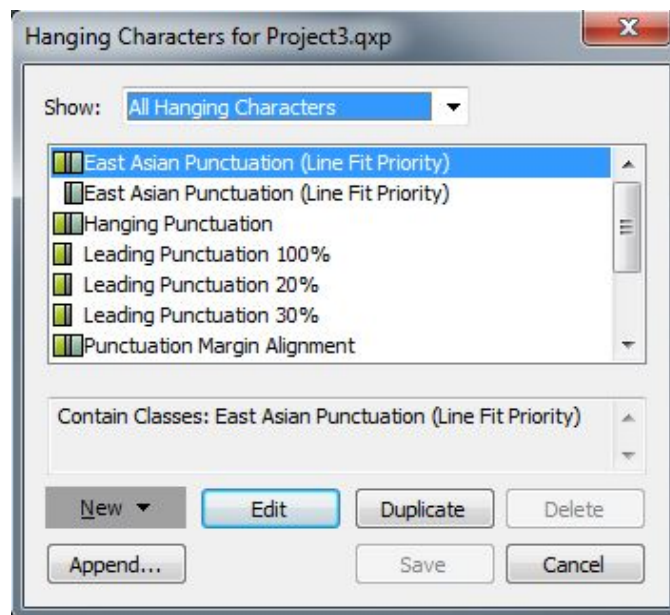 Hanging Characters for Project3.qxp
Show: All Hanging Characters
East Asian Punctuation (Line Fit Priority)
East Asian Punctuation (Line Fit Priority)
Hanging Punctuation
Leading Punctuation 100%
Leading Punctuation 20%
Leading Punctuation 30%
Punctuation Margin Alignment
Contain Classes: East Asian Punctuation (Line Fit Priority)
New Edit Duplicate Delete
Append... Save Cancel